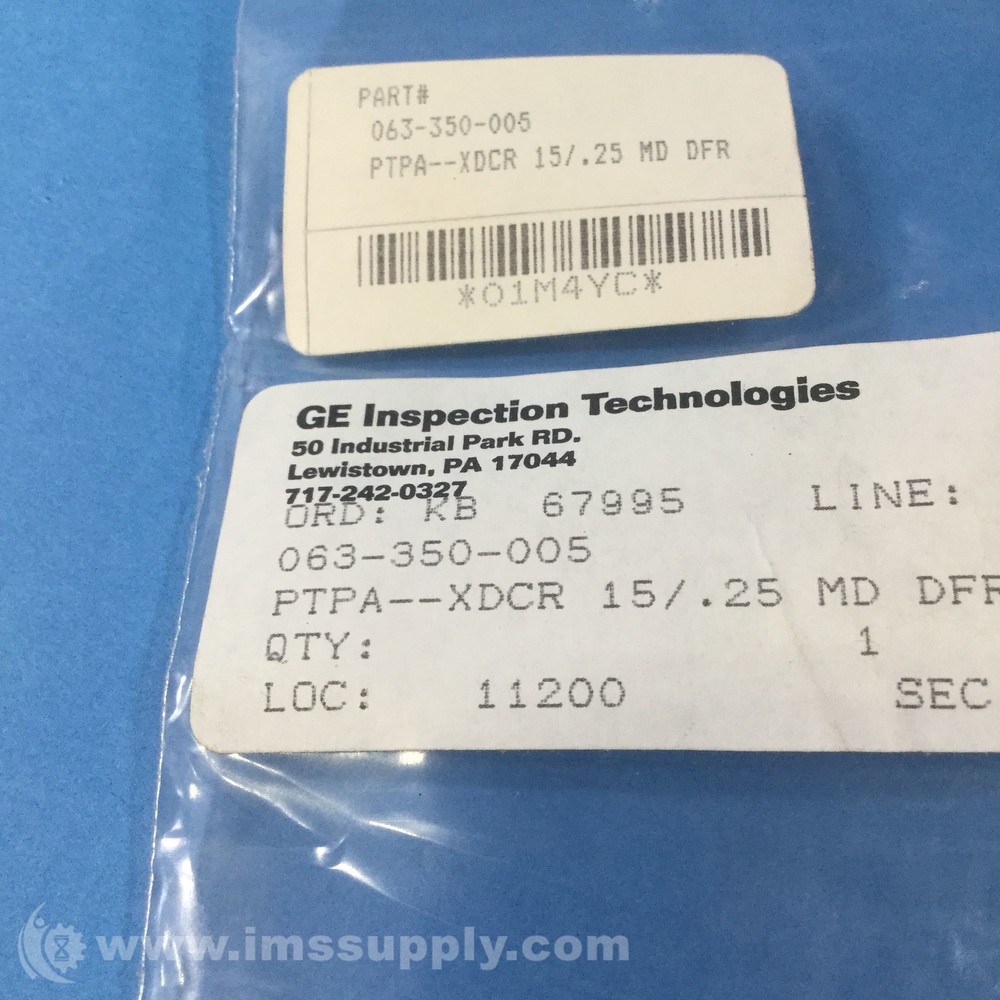 PART#
063-350-005
PTPA--XDCR 15/.25 MD DFR
*01M4YC*
GE Inspection Technologies
50 Industrial Park RD.
Lewistown, PA 17044
717-242-0327
ORD: KB 67995 LINE:
063-350-005
PTPA--XDCR 15/.25 MD DFR
QTY: 1
LOC: 11200 SEC
www.imssupply.com